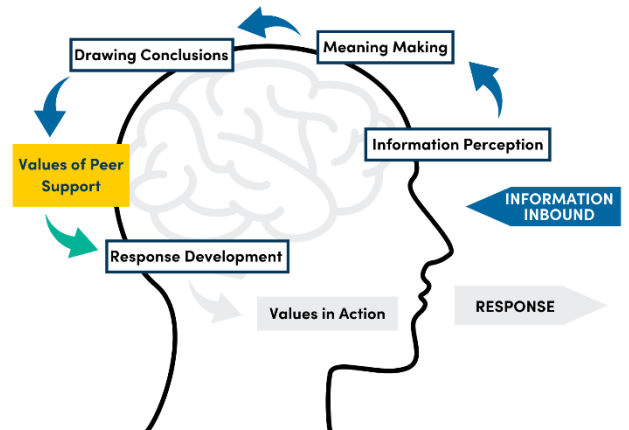 Meaning Making
Drawing Conclusions
Information Perception
Values of Peer
Support
INFORMATION
INBOUND
Response Development
Values in Action
RESPONSE